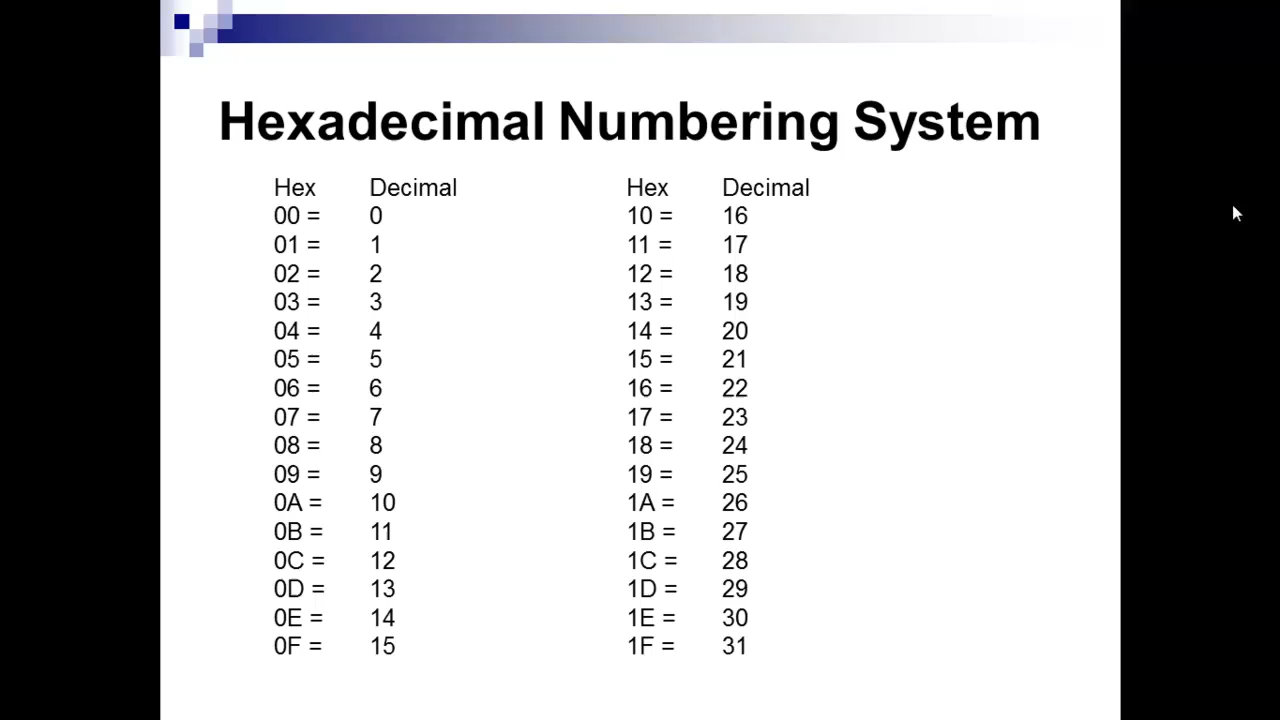 Hexadecimal Numbering System
Hex Decimal Hex Decimal
00 = 0 10 = 16
01 = 1 11 = 17
02 = 2 12 = 18
03 = 3 13 = 19
04 = 4 14 = 20
05 = 5 15 = 21
06 = 6 16 = 22
07 = 7 17 = 23
08 = 8 18 = 24
09 = 9 19 = 25
0A = 10 1A = 26
0B = 11 1B = 27
0C = 12 1C = 28
0D = 13 1D = 29
0E = 14 1E = 30
0F = 15 1F = 31